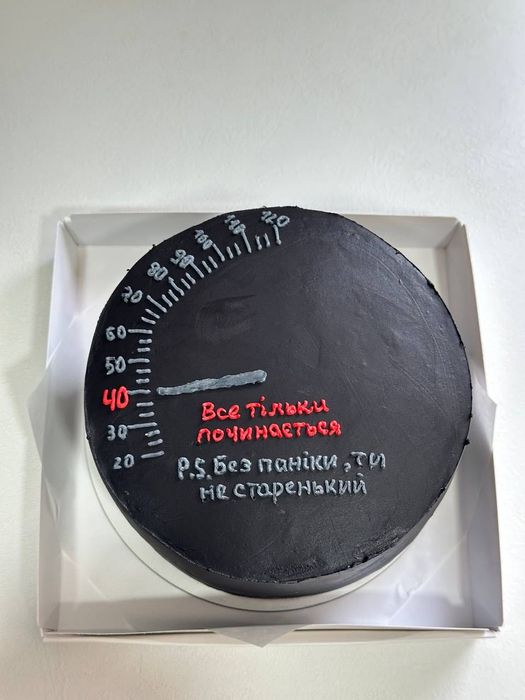 120
110
100
90
80
70
60
50
40
30
20
Все тільки
починається
P.S. Без паніки, ти
не старенький